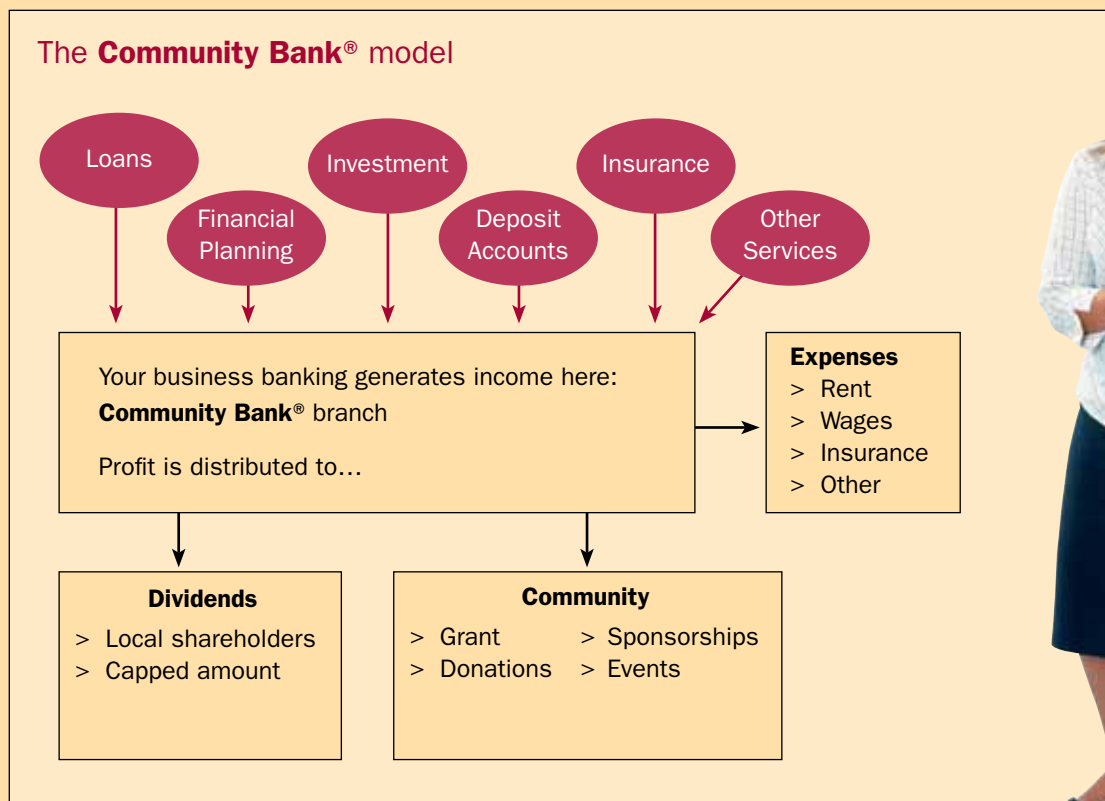 The Community Bank® model
Loans
Investment
Insurance
Financial
Planning
Deposit
Accounts
Other
Services
Your business banking generates income here:
Community Bank® branch
Profit is distributed to…
Expenses
> Rent
> Wages
> Insurance
> Other
Dividends
> Local shareholders
> Capped amount
Community
> Grant > Sponsorships
> Donations > Events